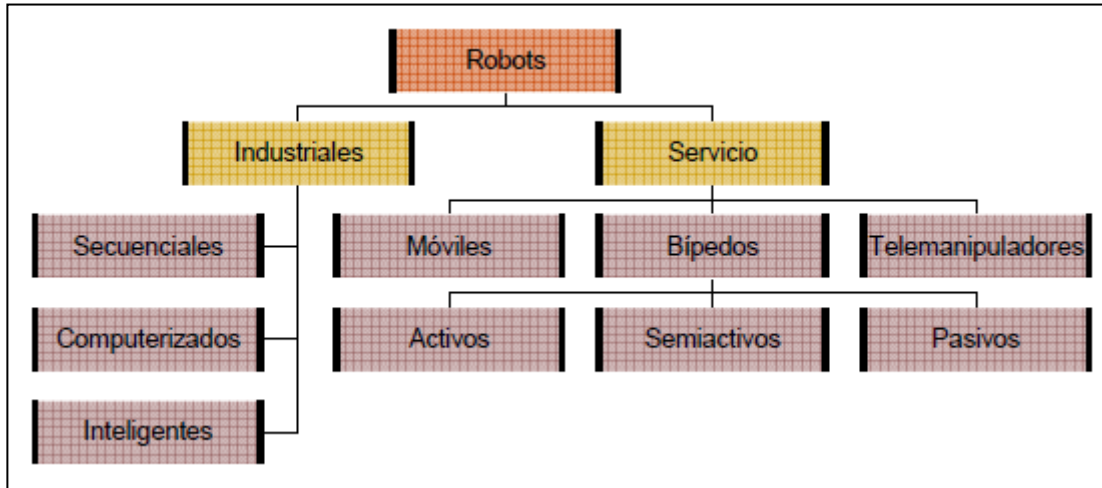 Robots
Industriales
Servicio
Secuenciales
Móviles
Bípedos
Telemanipuladores
Computerizados
Activos
Semiactivos
Pasivos
Inteligentes